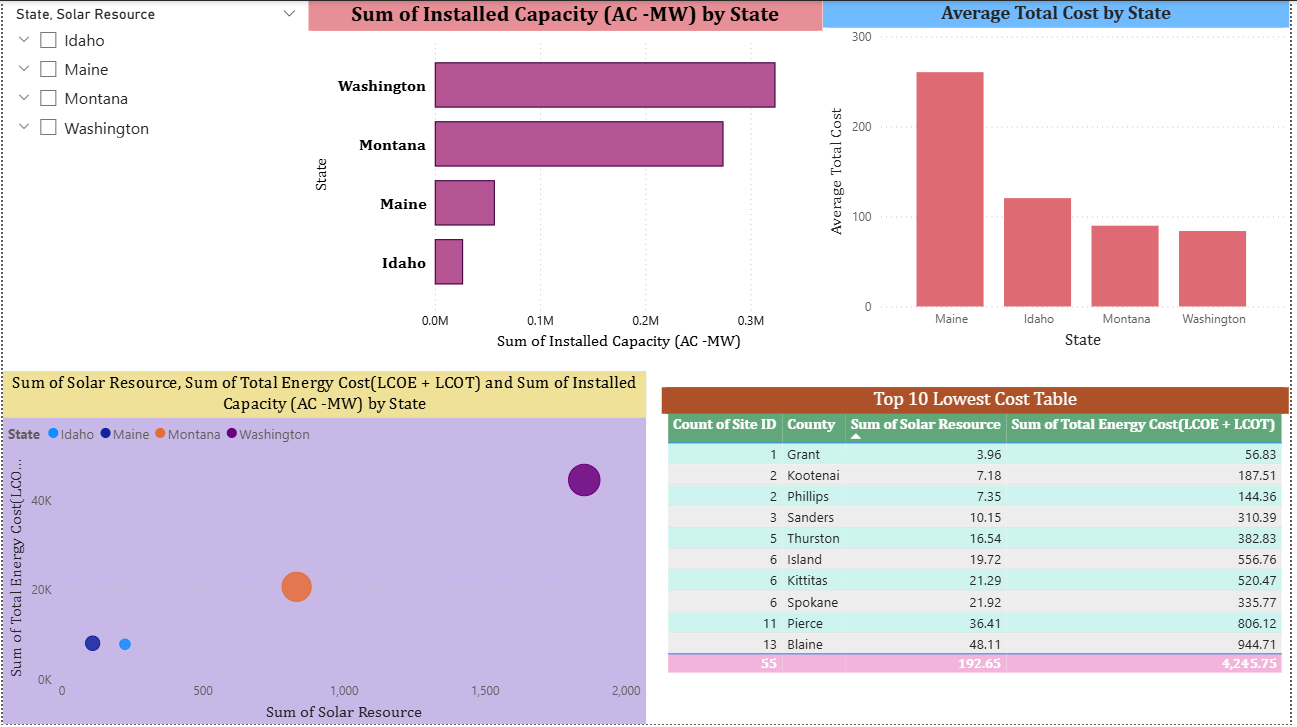 State, Solar Resource
Idaho
Maine
Montana
Washington
Sum of Installed Capacity (AC -MW) by State
Washington
Montana
Maine
Idaho
State
0.0M 0.1M 0.2M 0.3M
Sum of Installed Capacity (AC -MW)
Average Total Cost by State
300
200
100
0
Average Total Cost
Maine Idaho Montana Washington
State
Sum of Solar Resource, Sum of Total Energy Cost(LCOE + LCOT) and Sum of Installed
Capacity (AC -MW) by State
State Idaho Maine Montana Washington
Sum of Total Energy Cost(LCO...
40K
20K
0K
0 500 1,000 1,500 2,000
Sum of Solar Resource
Top 10 Lowest Cost Table
Count of Site ID County Sum of Solar Resource Sum of Total Energy Cost(LCOE + LCOT)
1 Grant 3.96 56.83
2 Kootenai 7.18 187.51
2 Phillips 7.35 144.36
3 Sanders 10.15 310.39
5 Thurston 16.54 382.83
6 Island 19.72 556.76
6 Kittitas 21.29 520.47
6 Spokane 21.92 335.77
11 Pierce 36.41 806.12
13 Blaine 48.11 944.71
55 192.65 4,245.75